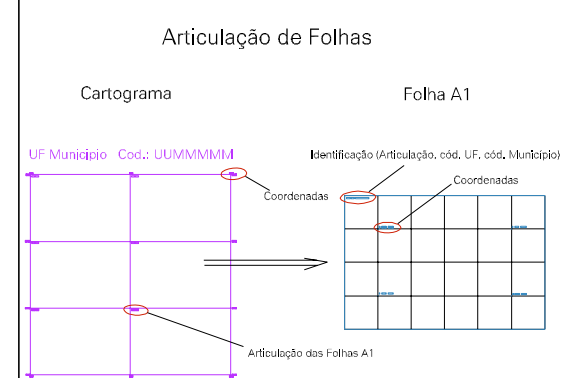 Articulação de Folhas
Cartograma
Folha A1
UF Município Cod.: UUMMMMM
Identificação (Articulação, cód. UF, cód. Município)
Coordenadas
Coordenadas
Articulação das Folhas A1